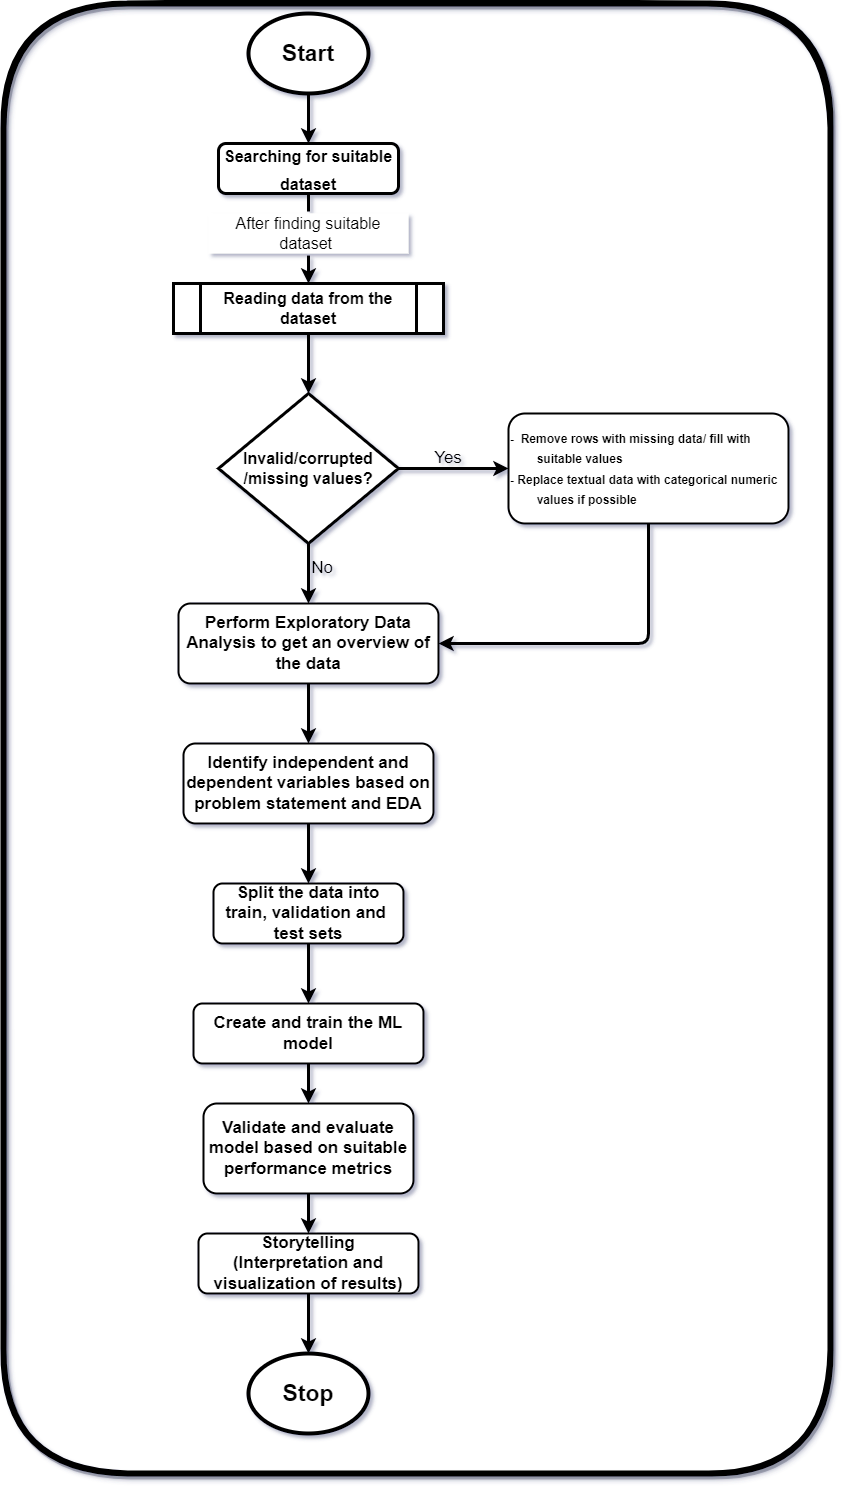 Start
Searching for suitable
dataset
After finding suitable
dataset
Reading data from the
dataset
Invalid/corrupted
/missing values?
Yes
- Remove rows with missing data/ fill with
suitable values
- Replace textual data with categorical numeric
values if possible
No
Perform Exploratory Data
Analysis to get an overview of
the data
Identify independent and
dependent variables based on
problem statement and EDA
Split the data into
train, validation and
test sets
Create and train the ML
model
Validate and evaluate
model based on suitable
performance metrics
Storytelling
(Interpretation and
visualization of results)
Stop